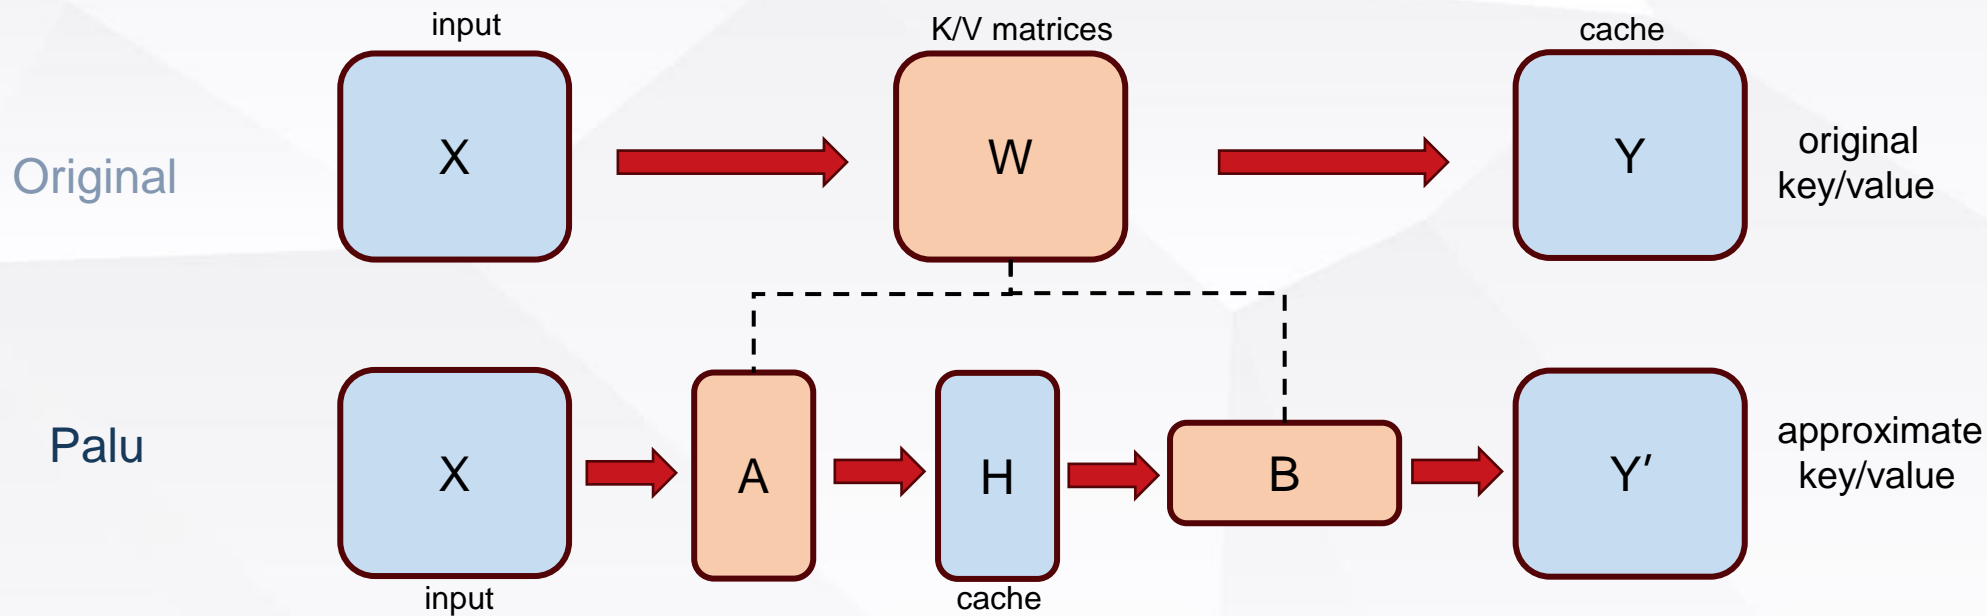 input
K/V matrices
cache
Original
X
W
Y
original
key/value
Palu
X
A
H
B
Y′
approximate
key/value
input
cache